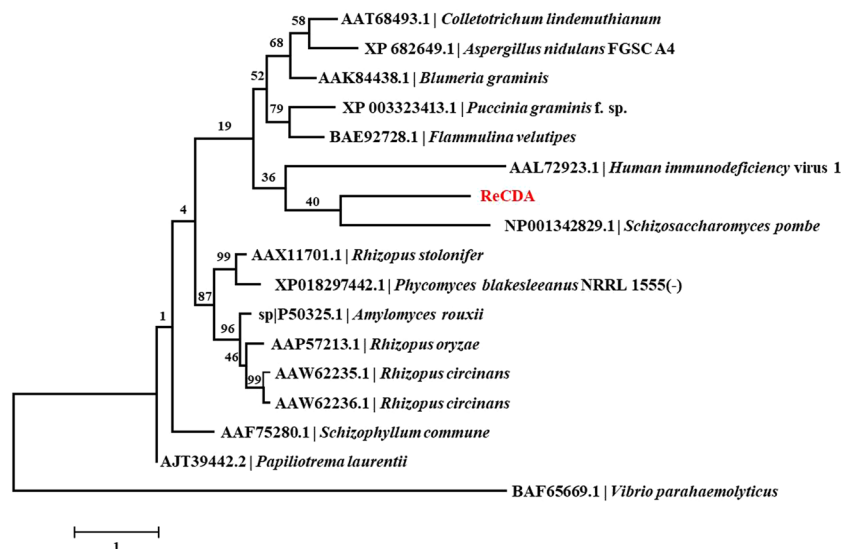 58
AAT68493.1 | Colletotrichum lindemuthianum
68
XP 682649.1 | Aspergillus nidulans FGSC A4
52
AAK84438.1 | Blumeria graminis
79
XP 003323413.1 | Puccinia graminis f. sp.
19
BAE92728.1 | Flammulina velutipes
36
AAL72923.1 | Human immunodeficiency virus 1
40
ReCDA
4
NP001342829.1 | Schizosaccharomyces pombe
99
AAX11701.1 | Rhizopus stolonifer
87
XP018297442.1 | Phycomyces blakesleeanus NRRL 1555(-)
1
96
sp|P50325.1 | Amylomyces rouxii
46
AAP57213.1 | Rhizopus oryzae
99
AAW62235.1 | Rhizopus circinans
AAW62236.1 | Rhizopus circinans
AAF75280.1 | Schizophyllum commune
AJT39442.2 | Papiliotrema laurentii
BAF65669.1 | Vibrio parahaemolyticus
1